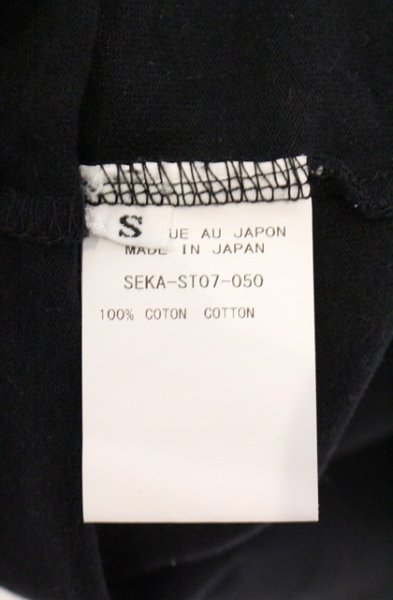 S
UE AU JAPON
MADE IN JAPAN
SEKA-ST07-050
100% COTON COTTON